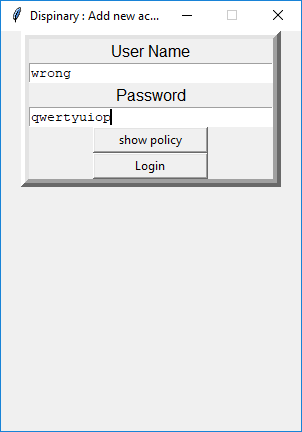 Dispinary : Add new ac...
User Name
wrong
Password
qwertyuiop
show policy
Login